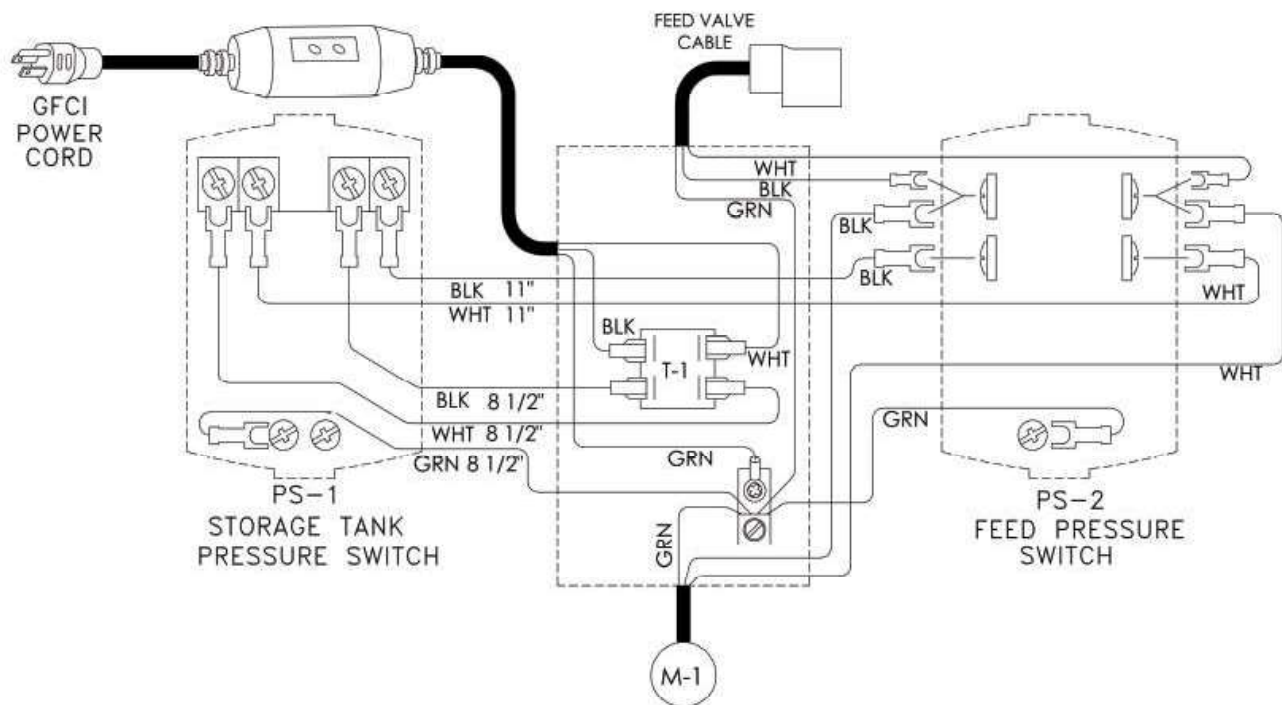 FEED VALVE
CABLE
GFCI
POWER
CORD
WHT
BLK
GRN
BLK
BLK
BLK 11"
WHT 11"
WHT
BLK
T-1
WHT
WHT
BLK 8 1/2"
WHT 8 1/2"
GRN 8 1/2"
GRN
GRN
GRN
PS-1
STORAGE TANK
PRESSURE SWITCH
PS-2
FEED PRESSURE
SWITCH
M-1